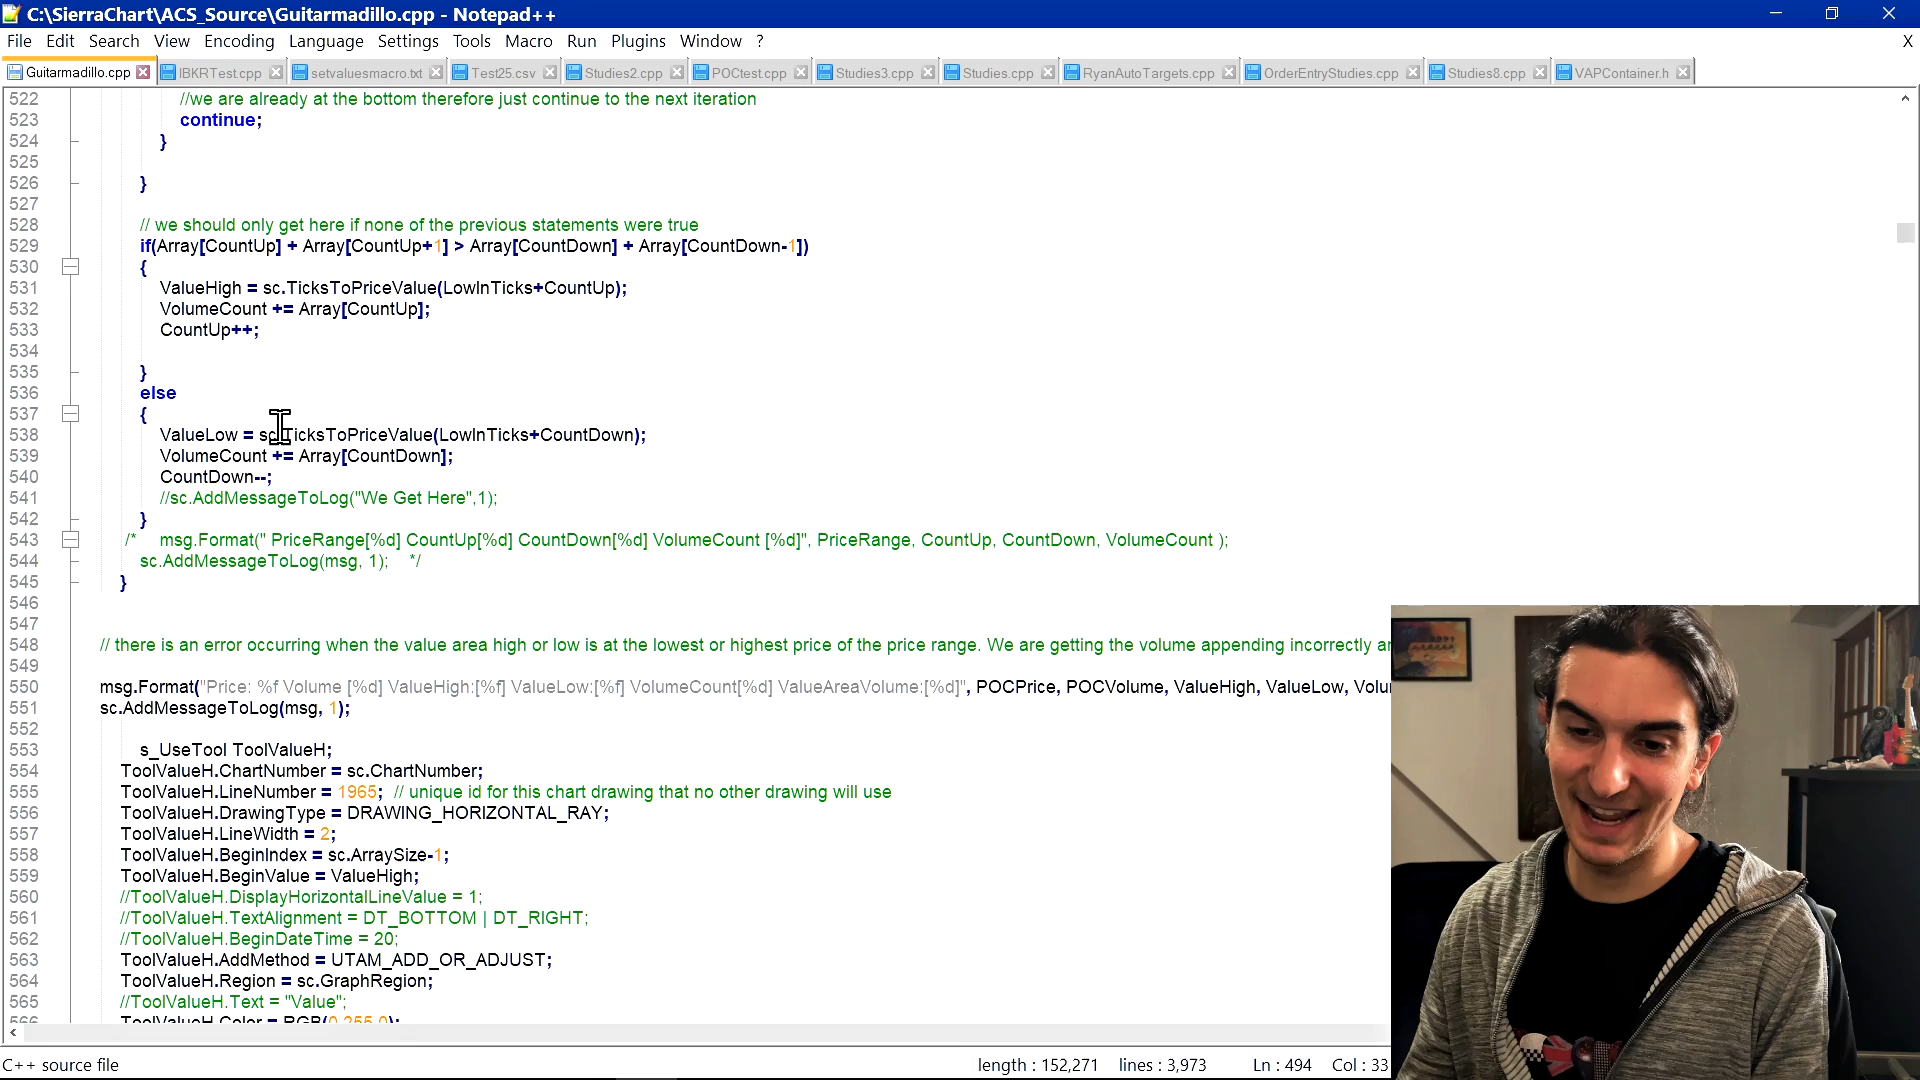 C:\SierraChart\ACS_Source\Guitarmadillo.cpp - Notepad++
File Edit Search View Encoding Language Settings Tools Macro Run Plugins Window ? X
Guitarmadillo.cpp IBKRTest.cpp setvaluesmacro.txt Test25.csv Studies2.cpp POCtest.cpp Studies3.cpp Studies.cpp RyanAutoTargets.cpp OrderEntryStudies.cpp Studies8.cpp VAPContainer.h
522 //we are already at the bottom therefore just continue to the next iteration
523 continue;
524 }
525
526 }
527
528 // we should only get here if none of the previous statements were true
529 if(Array[CountUp] + Array[CountUp+1] > Array[CountDown] + Array[CountDown-1])
530 {
531 ValueHigh = sc.TicksToPriceValue(LowInTicks+CountUp);
532 VolumeCount += Array[CountUp];
533 CountUp++;
534
535 }
536 else
537 {
538 ValueLow = sc.TicksToPriceValue(LowInTicks+CountDown);
539 VolumeCount += Array[CountDown];
540 CountDown--;
541 //sc.AddMessageToLog("We Get Here",1);
542 }
543 /* msg.Format(" PriceRange[%d] CountUp[%d] CountDown[%d] VolumeCount [%d]", PriceRange, CountUp, CountDown, VolumeCount );
544 sc.AddMessageToLog(msg, 1); */
545 }
546
547
548 // there is an error occurring when the value area high or low is at the lowest or highest price of the price range. We are getting the volume appending incorrectly
549
550 msg.Format("Price: %f Volume [%d] ValueHigh:[%f] ValueLow:[%f] VolumeCount[%d] ValueAreaVolume:[%d]", POCPrice, POCVolume, ValueHigh, ValueLow,
551 sc.AddMessageToLog(msg, 1);
552
553 s_UseTool ToolValueH;
554 ToolValueH.ChartNumber = sc.ChartNumber;
555 ToolValueH.LineNumber = 1965; // unique id for this chart drawing that no other drawing will use
556 ToolValueH.DrawingType = DRAWING_HORIZONTAL_RAY;
557 ToolValueH.LineWidth = 2;
558 ToolValueH.BeginIndex = sc.ArraySize-1;
559 ToolValueH.BeginValue = ValueHigh;
560 //ToolValueH.DisplayHorizontalLineValue = 1;
561 //ToolValueH.TextAlignment = DT_BOTTOM | DT_RIGHT;
562 //ToolValueH.BeginDateTime = 20;
563 ToolValueH.AddMethod = UTAM_ADD_OR_ADJUST;
564 ToolValueH.Region = sc.GraphRegion;
565 //ToolValueH.Text = "Value";
566 ToolValueH.Color = RGB(0,255,0);
C++ source file length : 152,271 lines : 3,973 Ln : 494 Col : 33